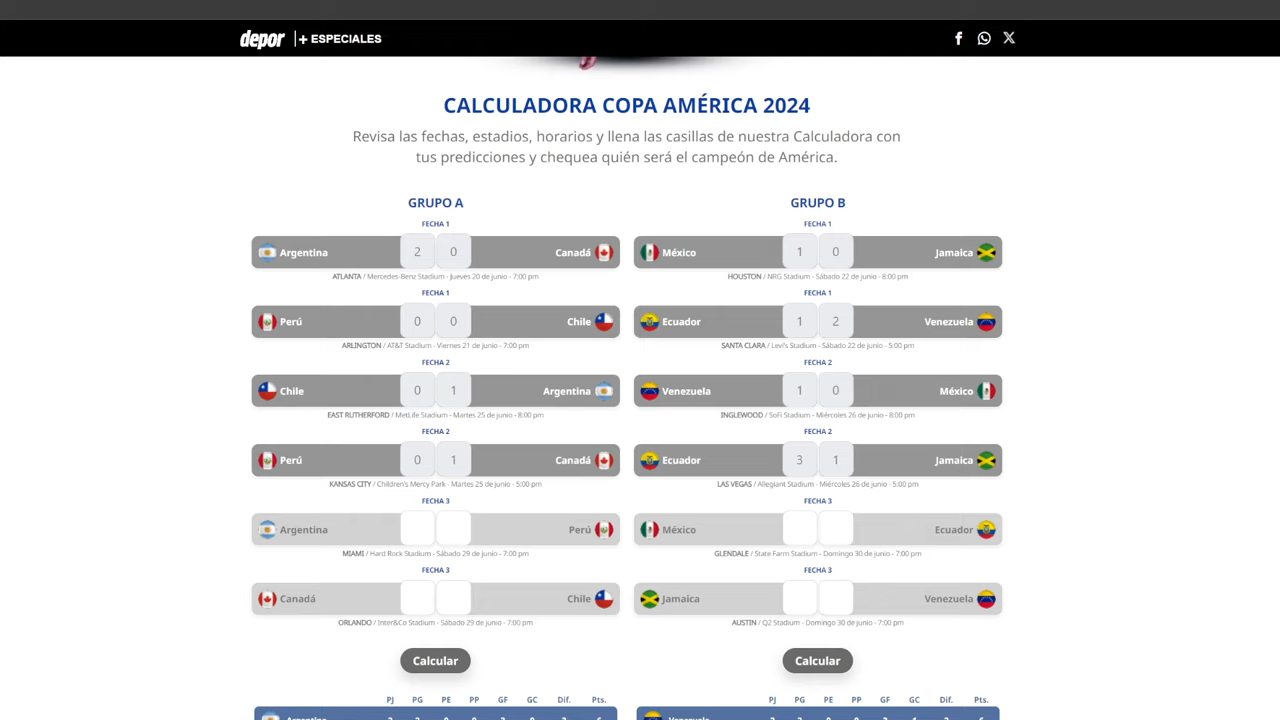 depor + ESPECIALES
CALCULADORA COPA AMÉRICA 2024
Revisa las fechas, estadios, horarios y llena las casillas de nuestra Calculadora con
tus predicciones y chequea quién será el campeón de América.
GRUPO A
FECHA 1
Argentina 2 0 Canadá
ATLANTA / Mercedes-Benz Stadium - Jueves 20 de junio - 7:00 pm
FECHA 1
Perú 0 0 Chile
ARLINGTON / AT&T Stadium - Viernes 21 de junio - 7:00 pm
FECHA 2
Chile 0 1 Argentina
EAST RUTHERFORD / MetLife Stadium - Martes 25 de junio - 8:00 pm
FECHA 2
Perú 0 1 Canadá
KANSAS CITY / Children's Mercy Park - Martes 25 de junio - 5:00 pm
FECHA 3
Argentina Perú
MIAMI / Hard Rock Stadium - Sábado 29 de junio - 7:00 pm
FECHA 3
Canadá Chile
ORLANDO / Inter&Co Stadium - Sábado 29 de junio - 7:00 pm
Calcular
PJ PG PE PP GF GC Dif. Pts.
GRUPO B
FECHA 1
México 1 0 Jamaica
HOUSTON / NRG Stadium - Sábado 22 de junio - 8:00 pm
FECHA 1
Ecuador 1 2 Venezuela
SANTA CLARA / Levi's Stadium - Sábado 22 de junio - 5:00 pm
FECHA 2
Venezuela 1 0 México
INGLEWOOD / SoFi Stadium - Miércoles 26 de junio - 8:00 pm
FECHA 2
Ecuador 3 1 Jamaica
LAS VEGAS / Allegiant Stadium - Miércoles 26 de junio - 5:00 pm
FECHA 3
México Ecuador
GLENDALE / State Farm Stadium - Domingo 30 de junio - 7:00 pm
FECHA 3
Jamaica Venezuela
AUSTIN / Q2 Stadium - Domingo 30 de junio - 7:00 pm
Calcular
PJ PG PE PP GF GC Dif. Pts.